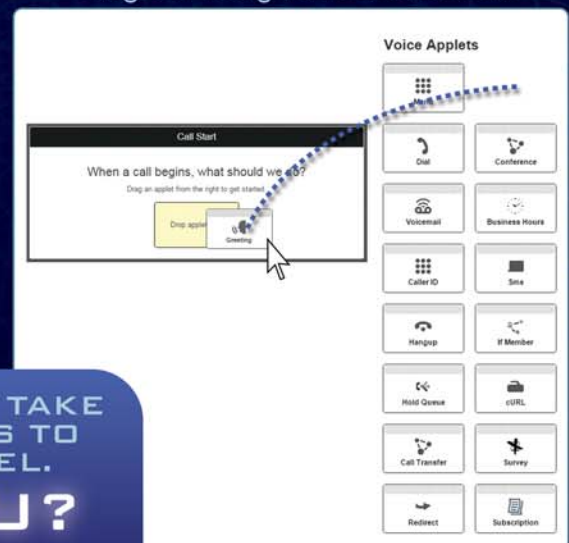 Voice Applets
Menu
Call Start
Dial
Conference
When a call begins, what should we do?
Drag an applet from the right to get started
Drop applet
Greeting
Voicemail
Business Hours
Caller ID
Sms
Hangup
If Member
Hold Queue
cURL
Call Transfer
Survey
Redirect
Subscription
TAKE
TO